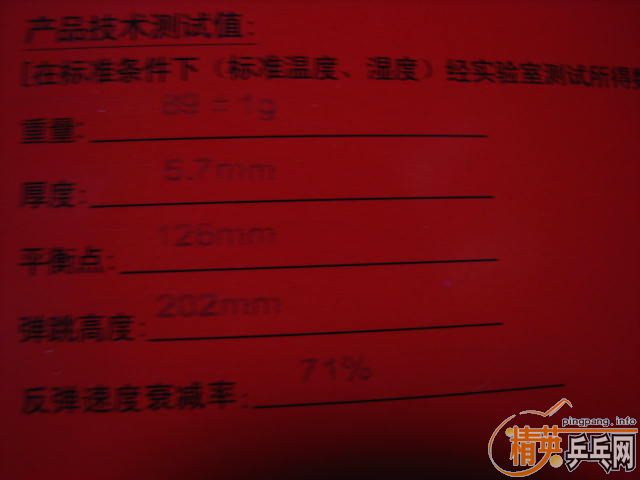 产品技术测试值:
[在标准条件下（标准温度、湿度）经实验室测试所得数
重量: 89 ± 1g
厚度: 5.7mm
平衡点: 126mm
弹跳高度: 202mm
反弹速度衰减率: 71%
pingpang.info
精英乒乓网